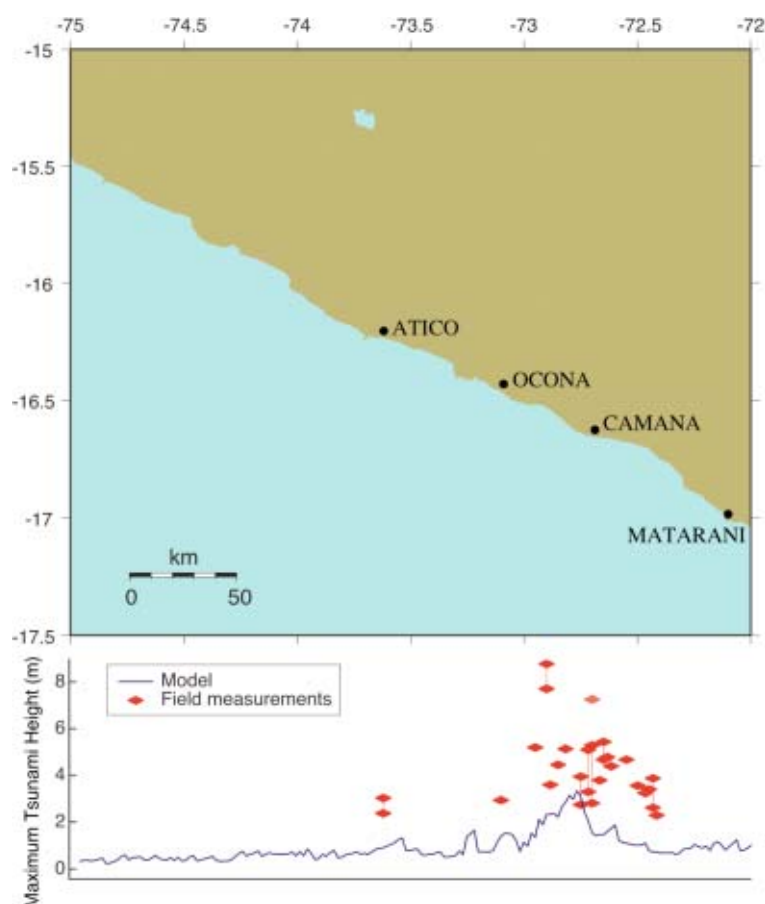 -75 -74.5 -74 -73.5 -73 -72.5 -72
-15
-15.5
-16
ATICO
OCONA
-16.5
CAMANA
-17
MATARANI
km
0 50
-17.5
Maximum Tsunami Height (m)
8
Model
Field measurements
6
4
2
0